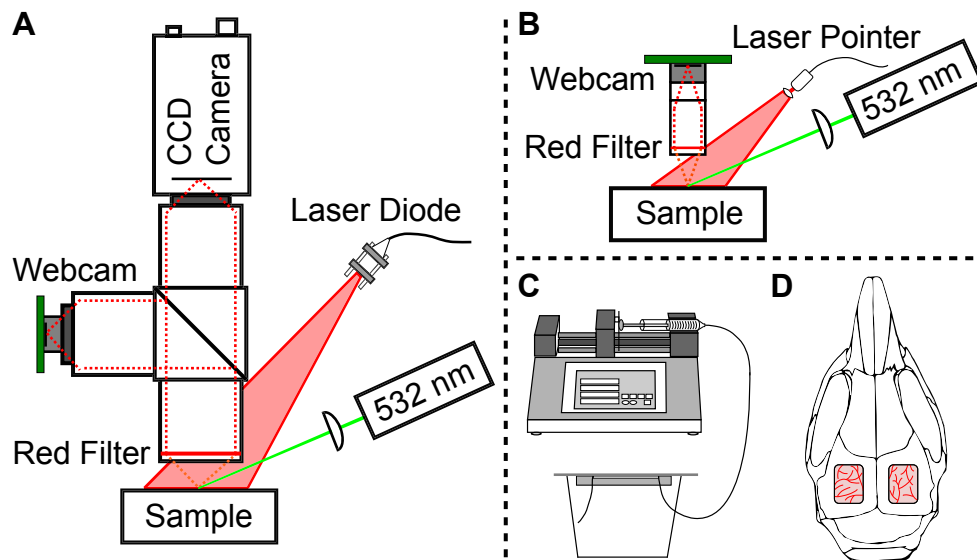 A
CCD
Camera
Laser Diode
Webcam
532 nm
Red Filter
Sample
B
Laser Pointer
Webcam
532 nm
Red Filter
Sample
C
D